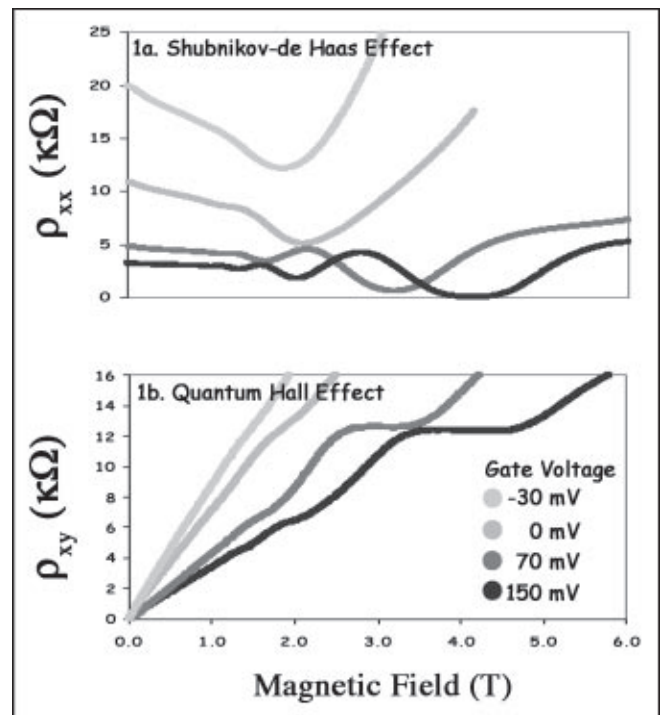 1a. Shubnikov-de Haas Effect
25
20
15
10
5
0
ρxx (κΩ)
1b. Quantum Hall Effect
16
14
12
10
8
6
4
2
0
ρxy (κΩ)
Gate Voltage
-30 mV
0 mV
70 mV
150 mV
0.0 1.0 2.0 3.0 4.0 5.0 6.0
Magnetic Field (T)